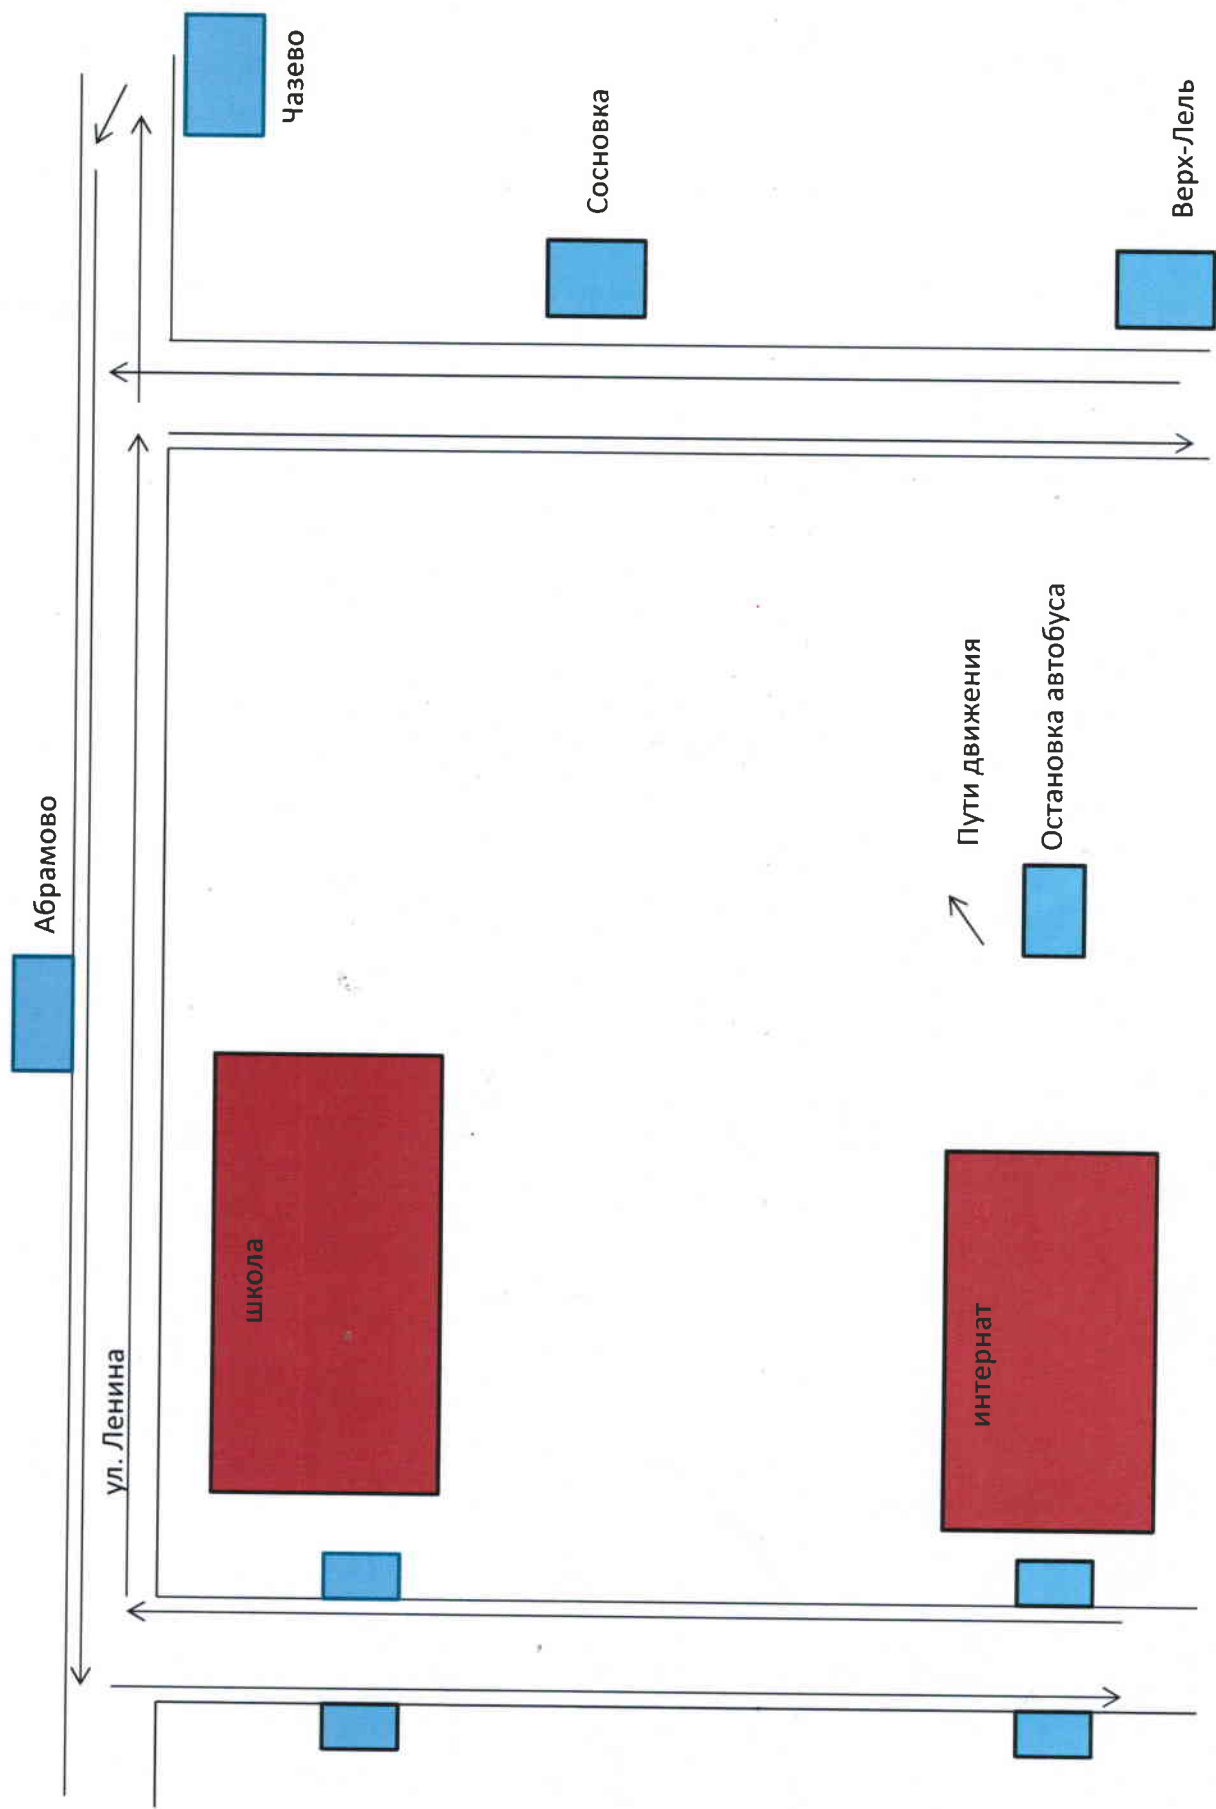 Абрамово
ул. Ленина
Чазево
школа
Сосновка
интернат
Пути движения
Остановка автобуса
Верх-Лель